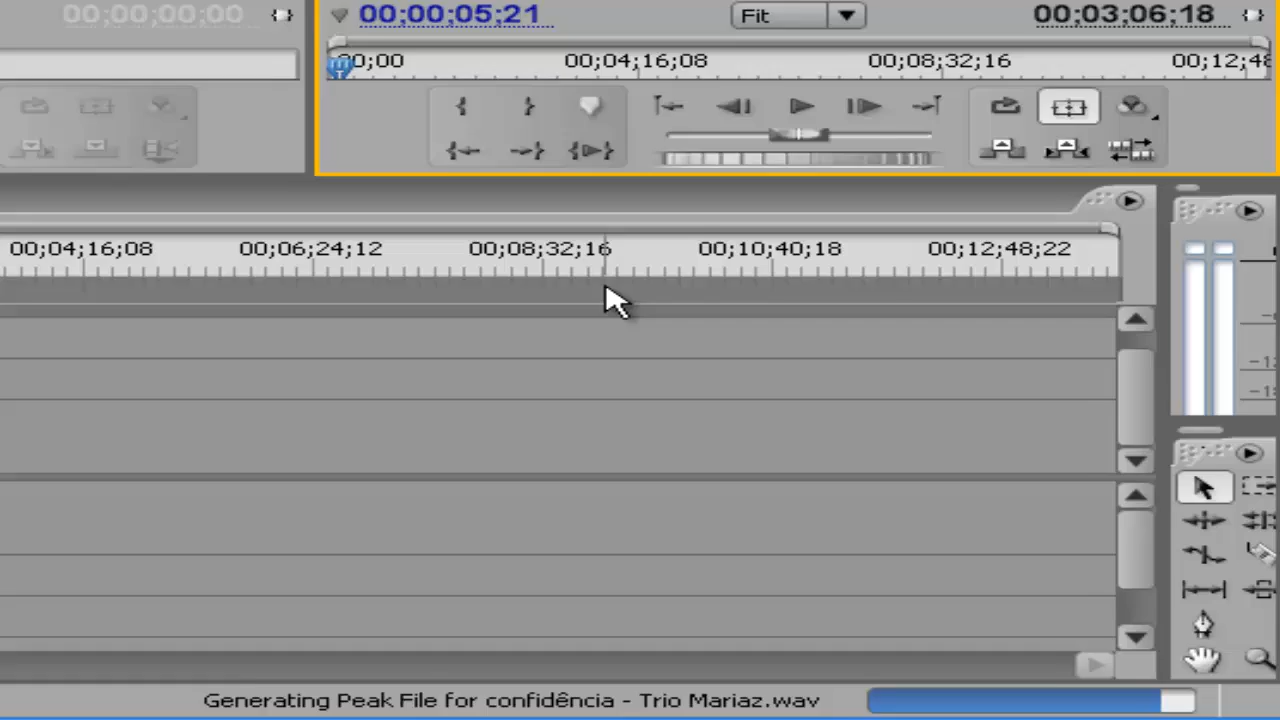 00;00;00;00
00;00;05;21
Fit
00;03;06;18
00;00 00;04;16;08 00;08;32;16 00;12;48
00;04;16;08 00;06;24;12 00;08;32;16 00;10;40;18 00;12;48;22
Generating Peak File for confidência - Trio Mariaz.wav